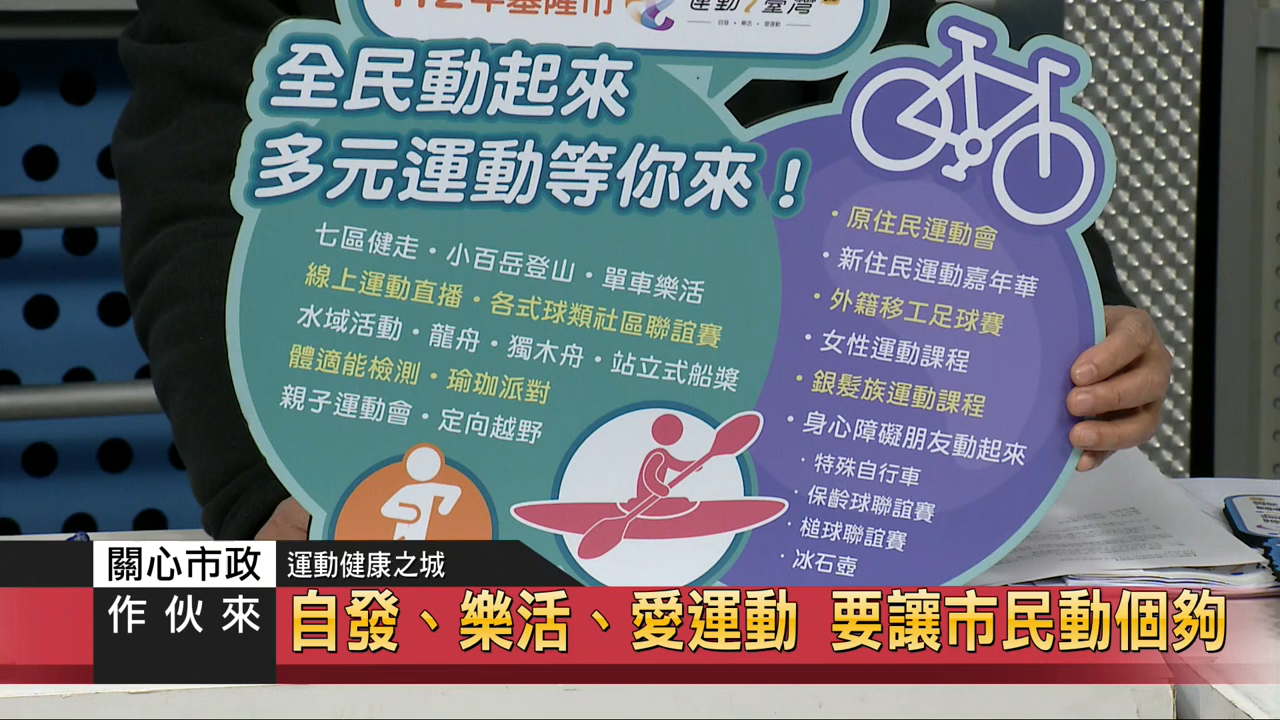 112年基隆市
運動i臺灣
自發・樂活・愛運動
全民動起來
多元運動等你來！
七區健走・小百岳登山・單車樂活
線上運動直播・各式球類社區聯誼賽
水域活動・龍舟・獨木舟・站立式船槳
體適能檢測・瑜珈派對
親子運動會・定向越野
・原住民運動會
・新住民運動嘉年華
・外籍移工足球賽
・女性運動課程
・銀髮族運動課程
・身心障礙朋友動起來
・特殊自行車
・保齡球聯誼賽
・槌球聯誼賽
・冰石壺
關心市政
作伙來
運動健康之城
自發、樂活、愛運動 要讓市民動個夠